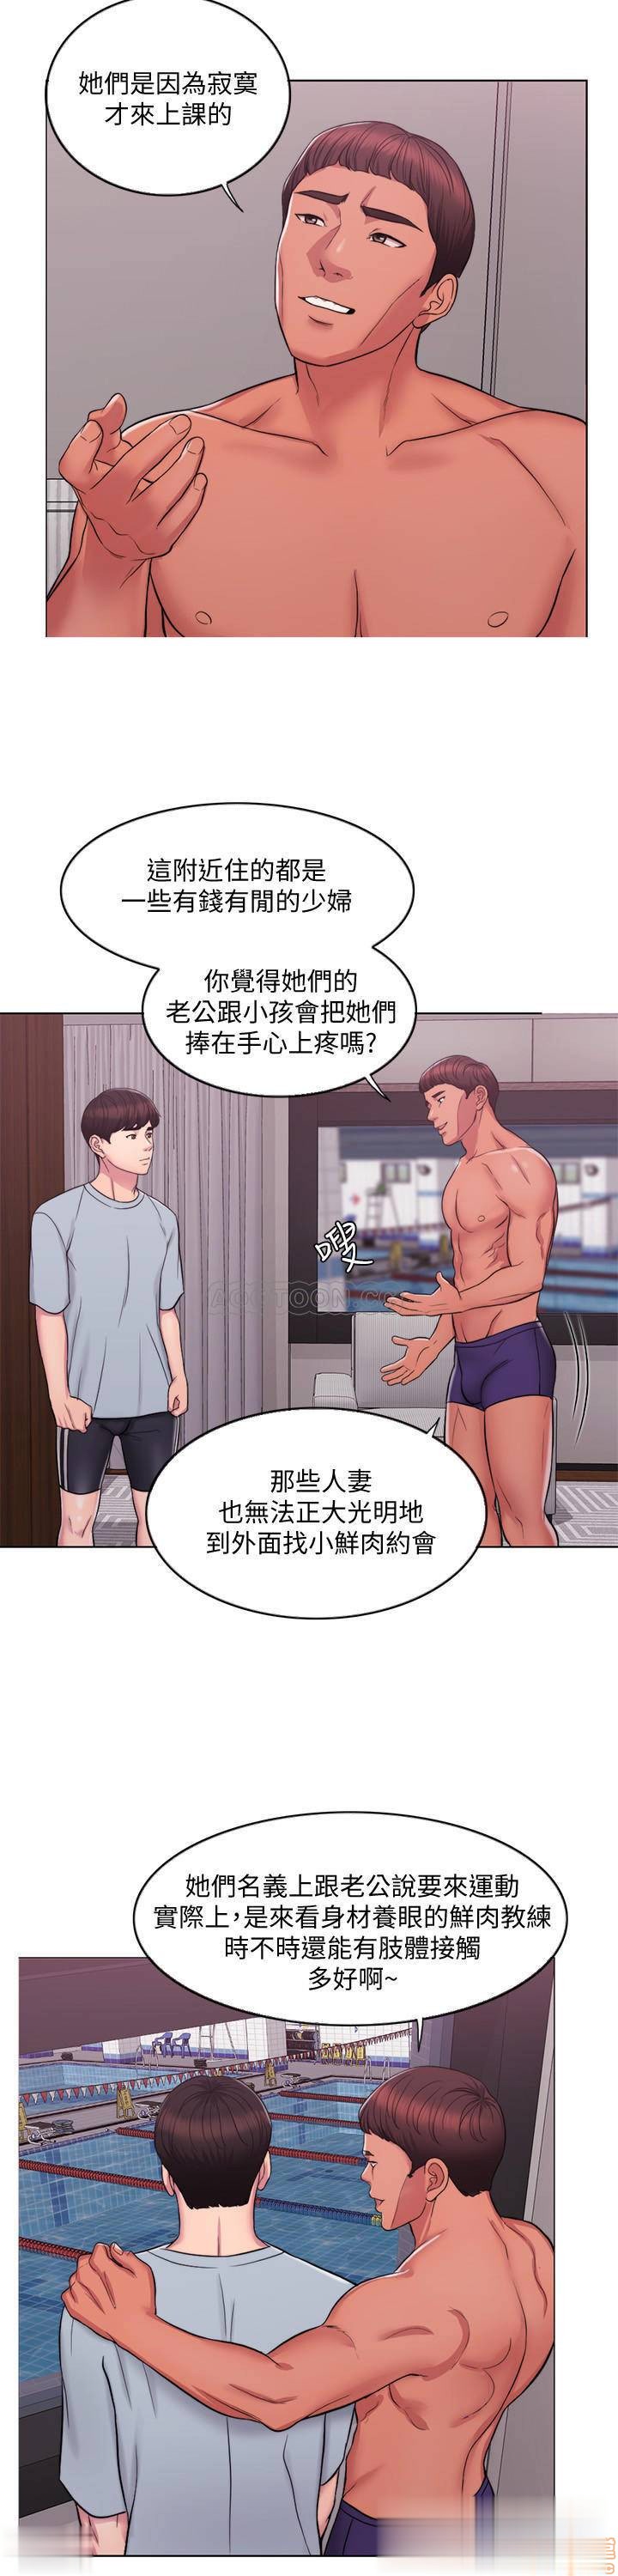 她們是因為寂寞
才來上課的
這附近住的都是
一些有錢有閒的少婦
你覺得她們的
老公跟小孩會把她們
捧在手心上疼嗎?
嗖
那些人妻
也無法正大光明地
到外面找小鮮肉約會
她們名義上跟老公說要來運動
實際上，是來看身材養眼的鮮肉教練
時不時還能有肢體接觸
多好啊~